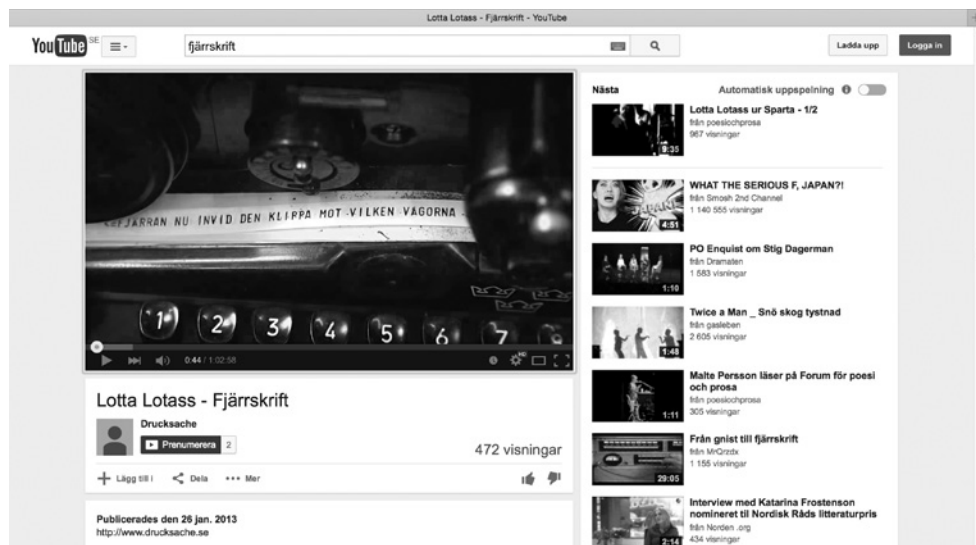 Lotta Lotass - Fjärrskrift - YouTube
YouTube SE
fjärrskrift
Ladda upp
Logga in
FJÄRRAN NU INVID DEN KLIPPA MOT VILKEN VÅGORNA
1 2 3 4 5 6 7 8
0:44 / 1:02:58
HD
Lotta Lotass - Fjärrskrift
Drucksache
Prenumerera 2
472 visningar
Lägg till i
Dela
Mer
Publicerades den 26 jan. 2013
http://www.drucksache.se
Nästa
Automatisk uppspelning
Lotta Lotass ur Sparta - 1/2
från poesiochprosa
967 visningar
9:35
WHAT THE SERIOUS F, JAPAN?!
från Smosh 2nd Channel
1 140 555 visningar
JAPAN
4:51
PO Enquist om Stig Dagerman
från Dramaten
1 583 visningar
1:10
Twice a Man _ Snö skog tystnad
från gasleben
2 605 visningar
1:48
Malte Persson läser på Forum för poesi
och prosa
från poesiochprosa
305 visningar
1:11
Från gnist till fjärrskrift
från MrQrzdx
1 155 visningar
29:05
Interview med Katarina Frostenson
nomineret til Nordisk Råds litteraturpris
från Norden .org
434 visningar
2:14